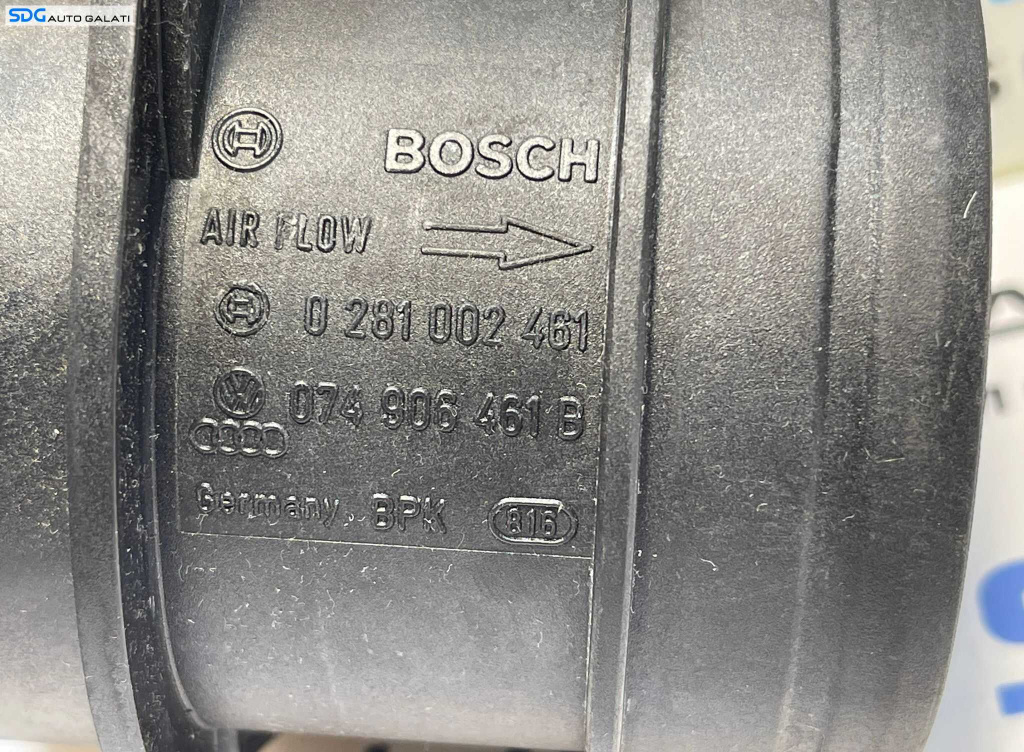 SDG AUTO GALATI
BOSCH
AIR FLOW
0 281 002 461
074 906 461 B
Germany BPK 816